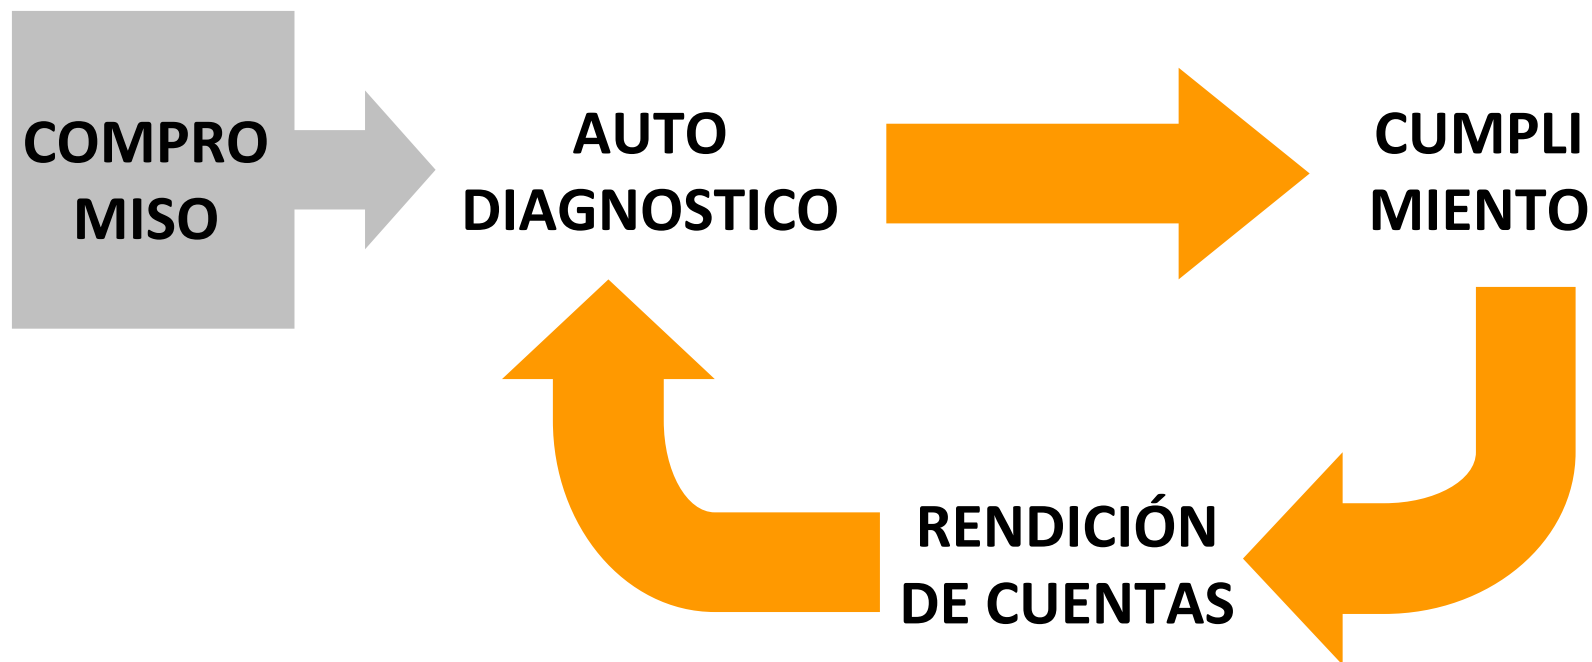 COMPRO
MISO
AUTO
DIAGNOSTICO
CUMPLI
MIENTO
RENDICIÓN
DE CUENTAS